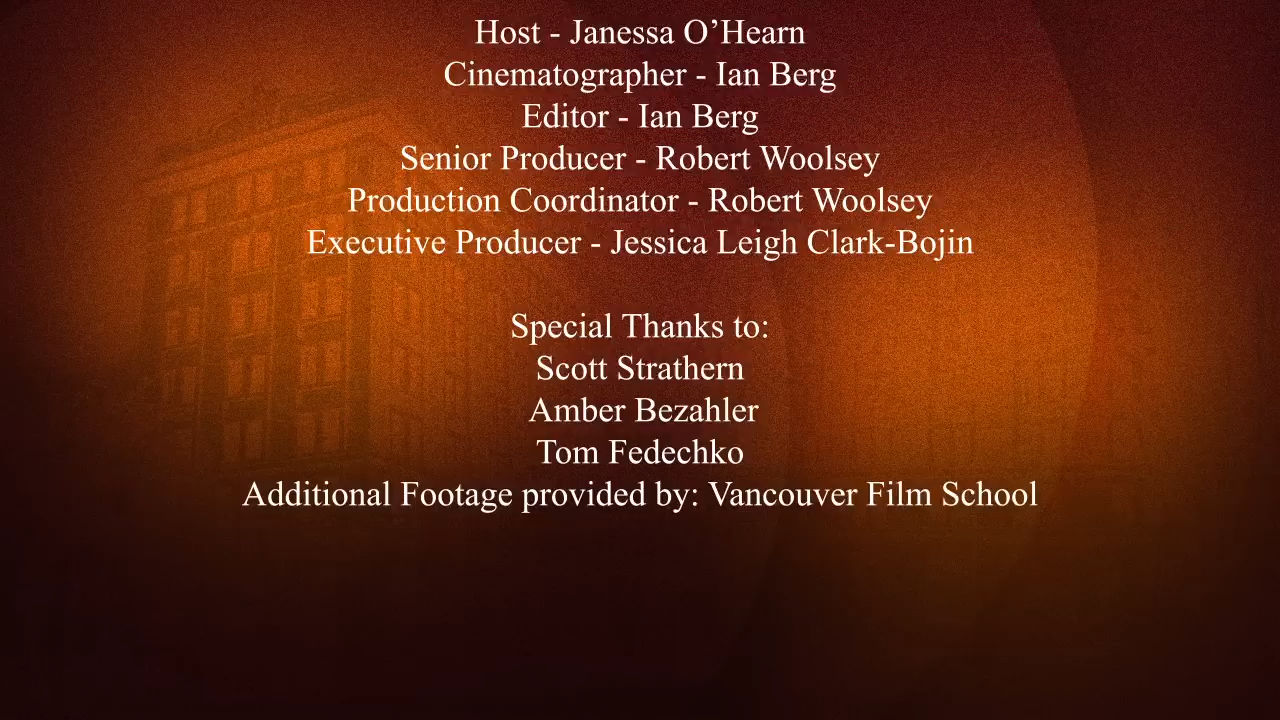 Host - Janessa O’Hearn
Cinematographer - Ian Berg
Editor - Ian Berg
Senior Producer - Robert Woolsey
Production Coordinator - Robert Woolsey
Executive Producer - Jessica Leigh Clark-Bojin
Special Thanks to:
Scott Strathern
Amber Bezahler
Tom Fedechko
Additional Footage provided by: Vancouver Film School